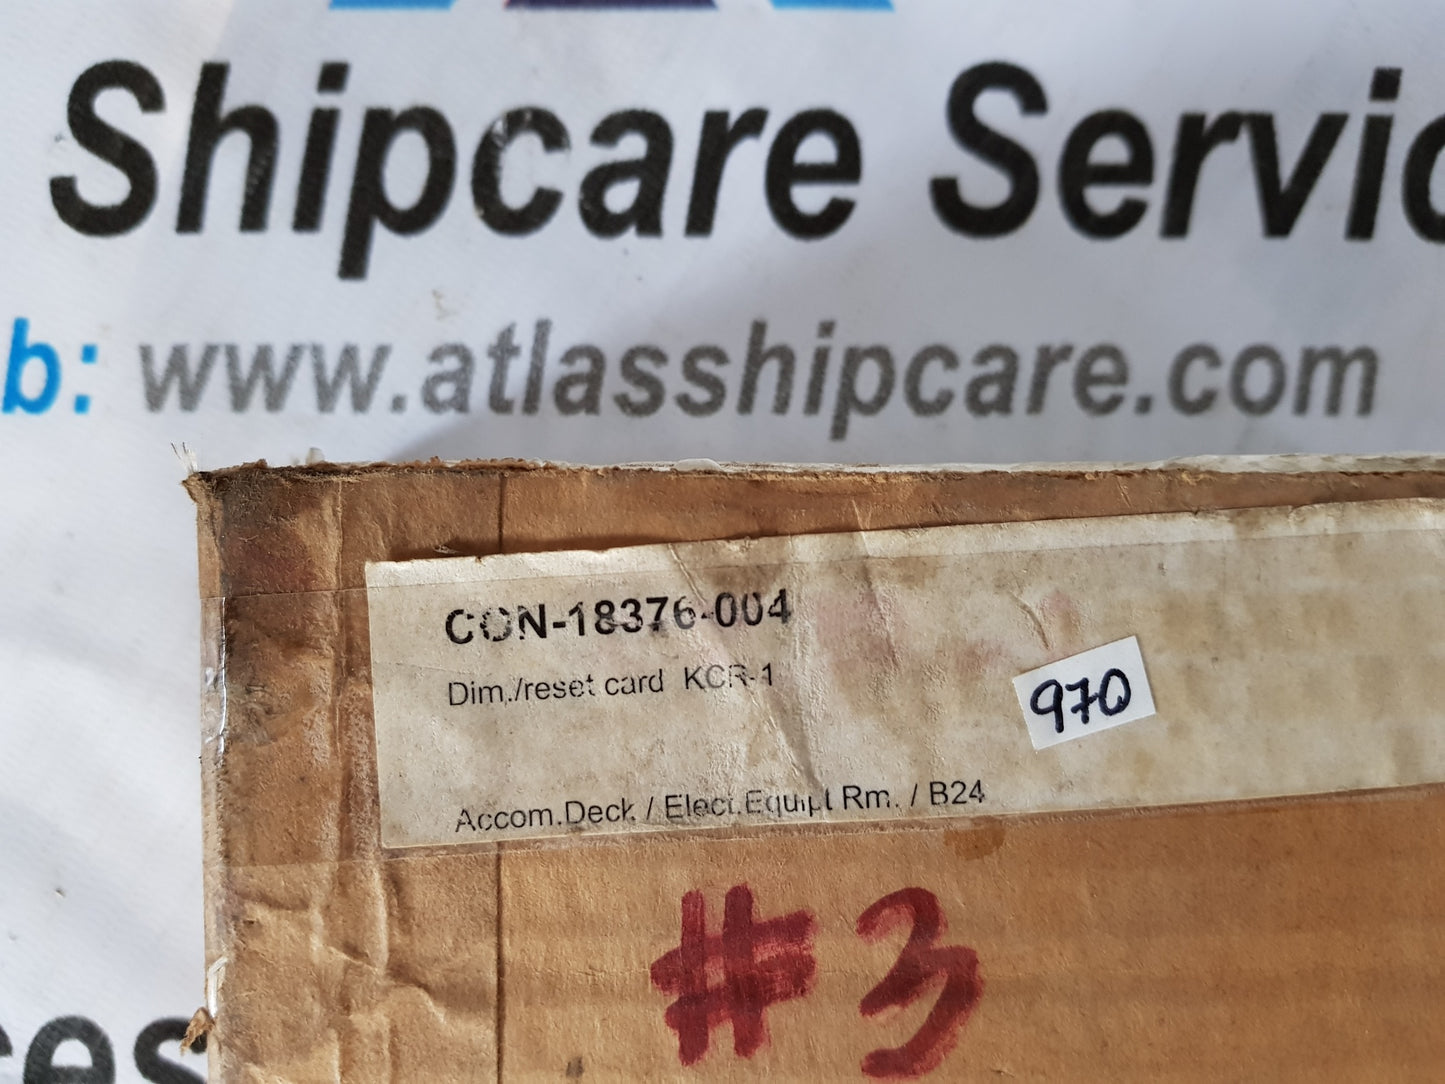 Shipcare Servic
b: www.atlasshipcare.com
CON-18376-004
Dim./reset card KCR-1
970
Accom.Deck / Elect.Equipt Rm. / B24
#3
ces